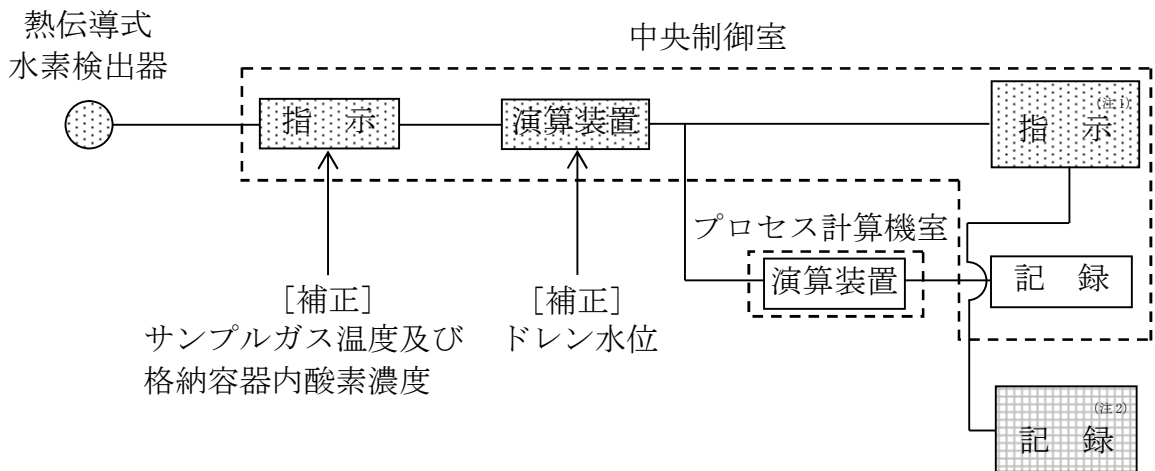 熱伝導式
水素検出器
中央制御室
指　示
演算装置
(注1)
指　示
プロセス計算機室
演算装置
記　録
［補正］
サンプルガス温度及び
格納容器内酸素濃度
［補正］
ドレン水位
(注2)
記　録